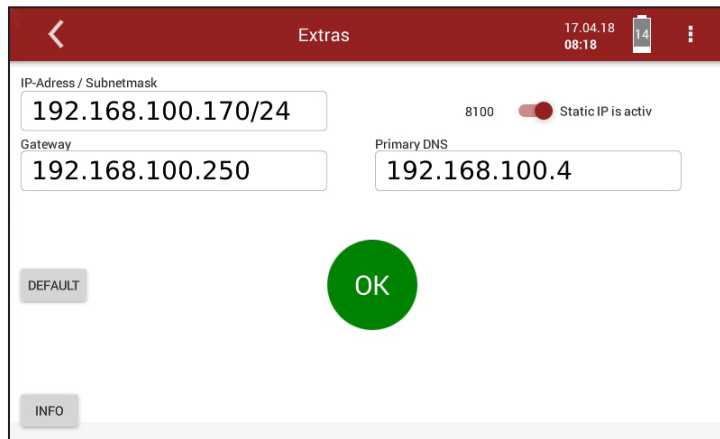 Extras
17.04.18
08:18
14
IP-Adress / Subnetmask
192.168.100.170/24
8100
Static IP is activ
Gateway
192.168.100.250
Primary DNS
192.168.100.4
DEFAULT
OK
INFO